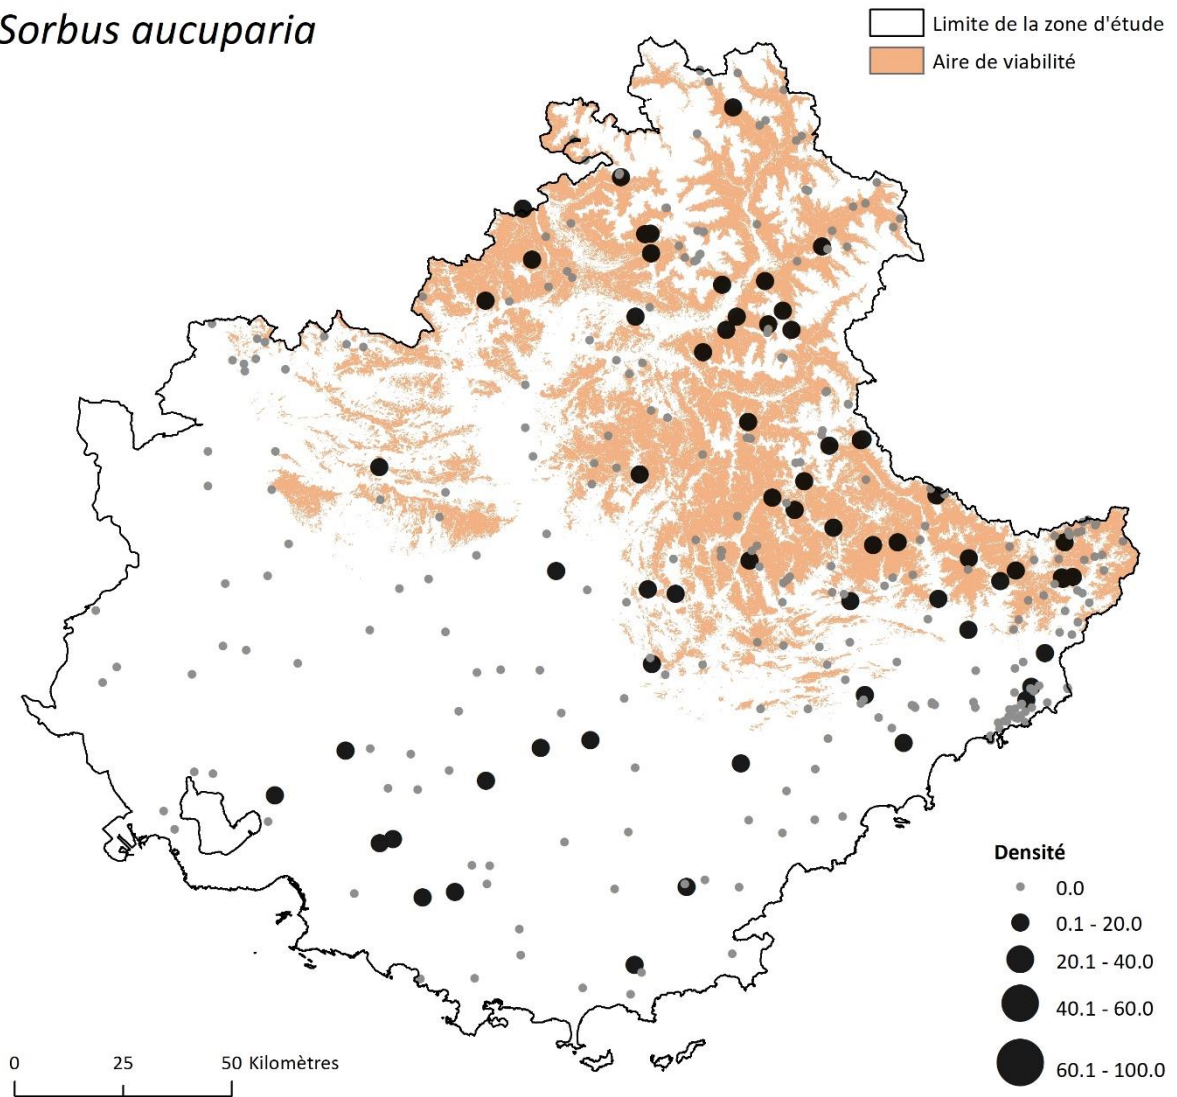 Sorbus aucuparia
Limite de la zone d'étude
Aire de viabilité
Densité
0.0
0.1 - 20.0
20.1 - 40.0
40.1 - 60.0
60.1 - 100.0
0 25 50 Kilomètres